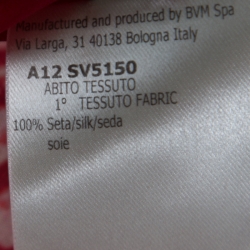 Manufactured and produced by BVM Spa
Via Larga, 31 40138 Bologna Italy
A12 SV5150
ABITO TESSUTO
1° TESSUTO FABRIC
100% Seta/silk/seda
soie